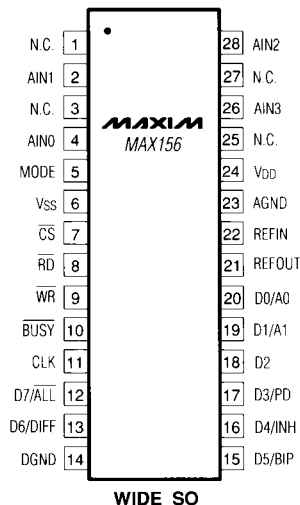 N.C. 1
AIN1 2
N.C. 3
AIN0 4
MODE 5
VSS 6
CS 7
RD 8
WR 9
BUSY 10
CLK 11
D7/ALL 12
D6/DIFF 13
DGND 14
MAXIM
MAX156
28 AIN2
27 N.C.
26 AIN3
25 N.C.
24 VDD
23 AGND
22 REFIN
21 REFOUT
20 D0/A0
19 D1/A1
18 D2
17 D3/PD
16 D4/INH
15 D5/BIP
WIDE SO